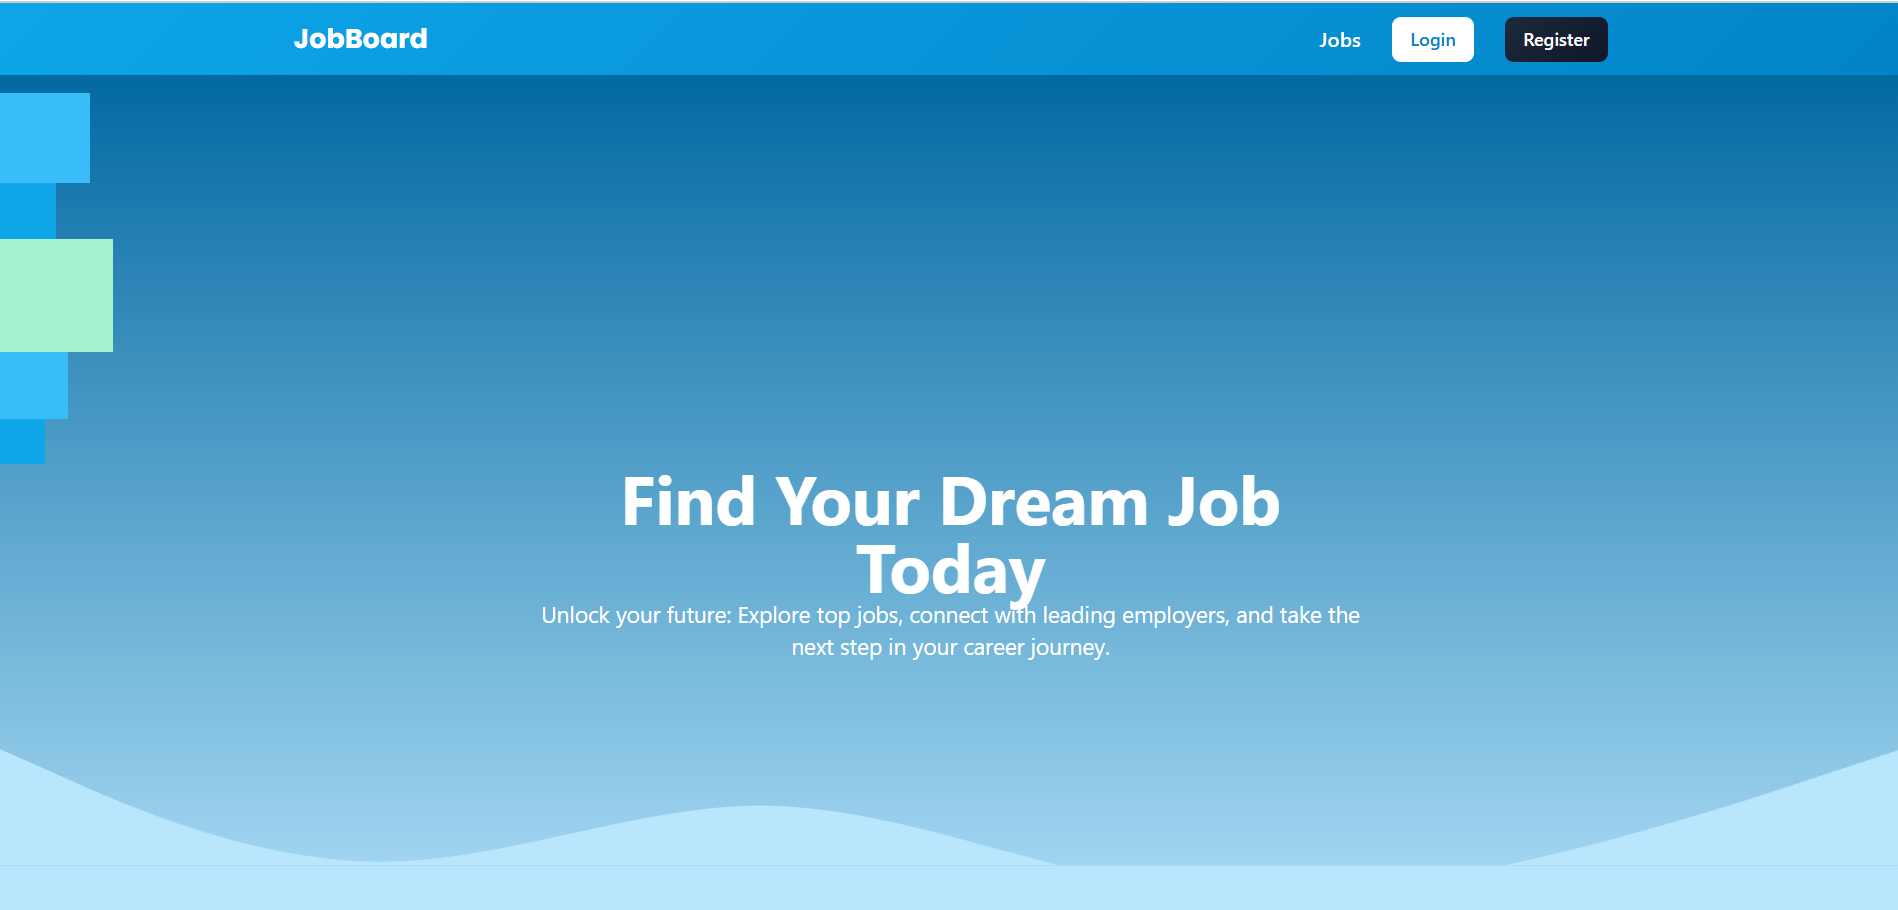 JobBoard
Jobs
Login
Register
Find Your Dream Job
Today
Unlock your future: Explore top jobs, connect with leading employers, and take the
next step in your career journey.